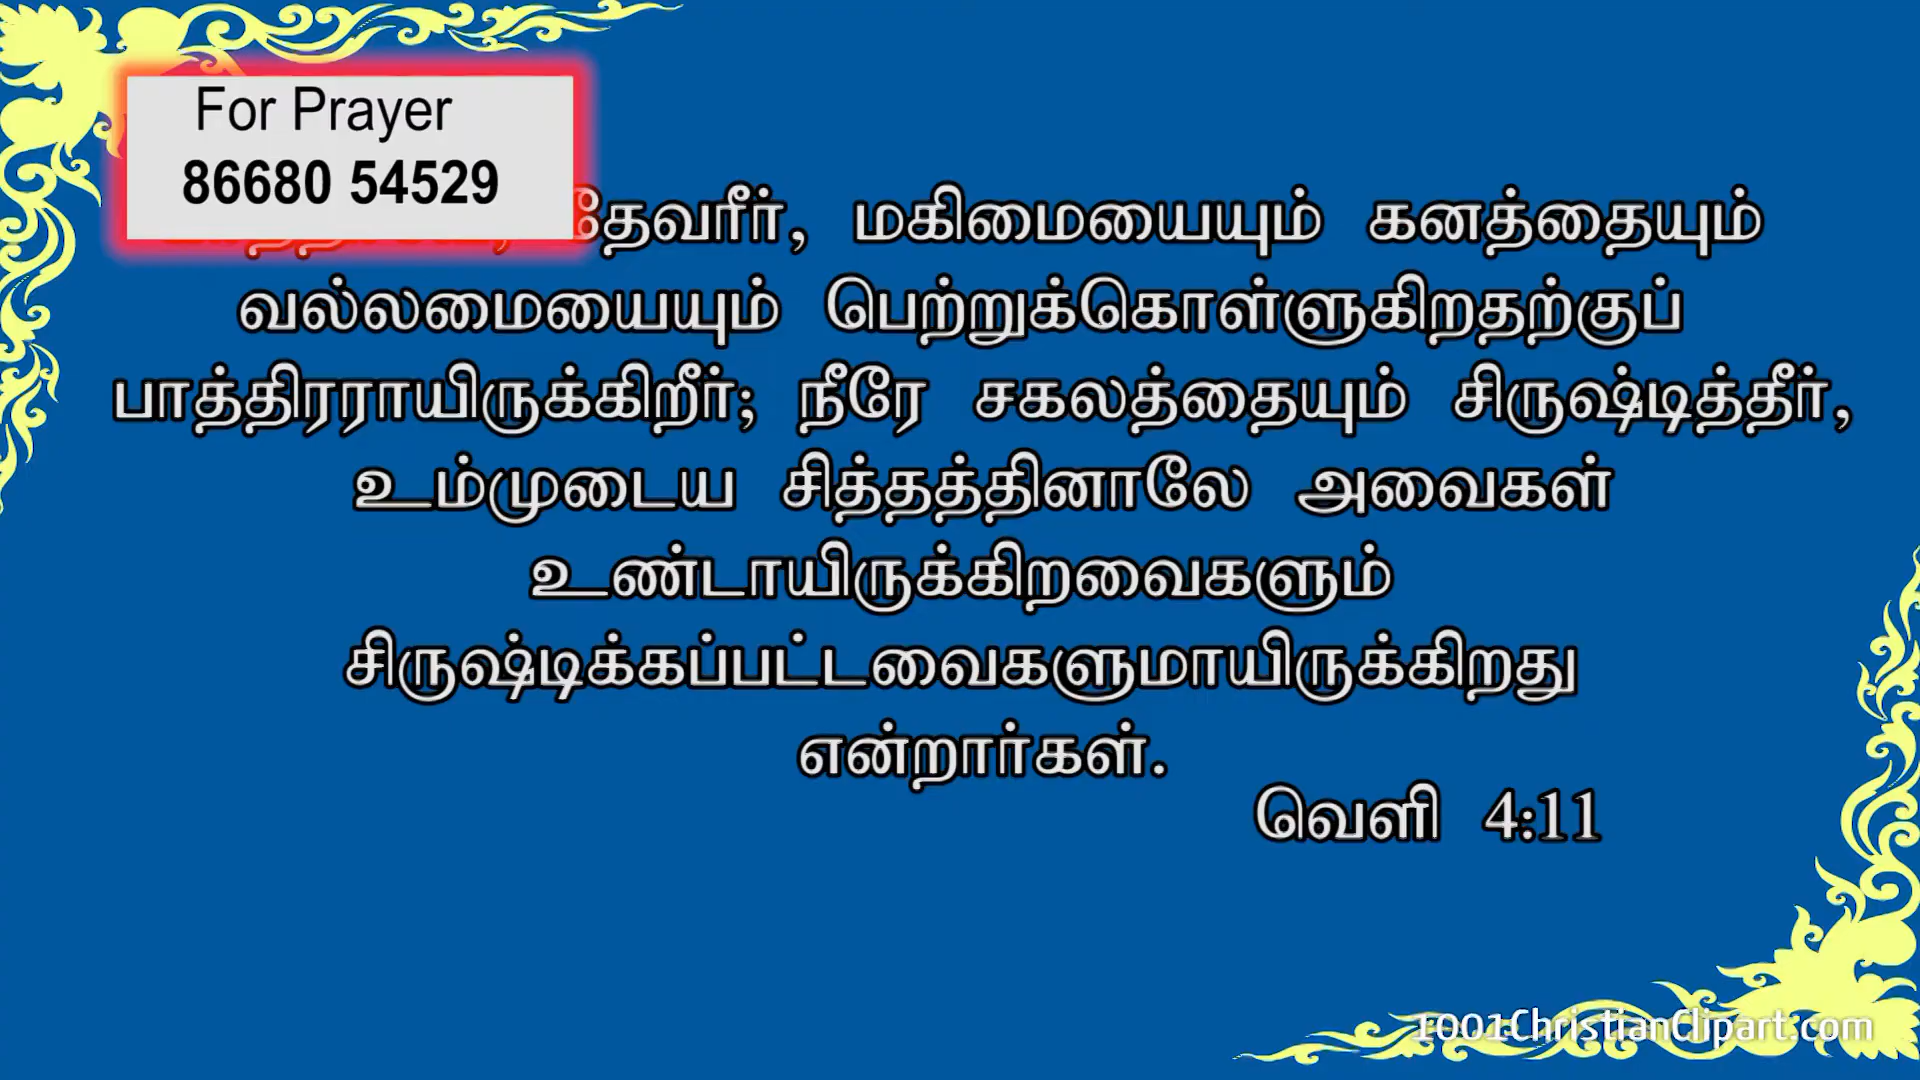 For Prayer
86680 54529
தேவரீர், மகிமையையும் கனத்தையும்
வல்லமையையும் பெற்றுக்கொள்ளுகிறதற்குப்
பாத்திரராயிருக்கிறீர்; நீரே சகலத்தையும் சிருஷ்டித்தீர்,
உம்முடைய சித்தத்தினாலே அவைகள்
உண்டாயிருக்கிறவைகளும்
சிருஷ்டிக்கப்பட்டவைகளுமாயிருக்கிறது
என்றார்கள்.
வெளி 4:11
1001ChristianClipart.com